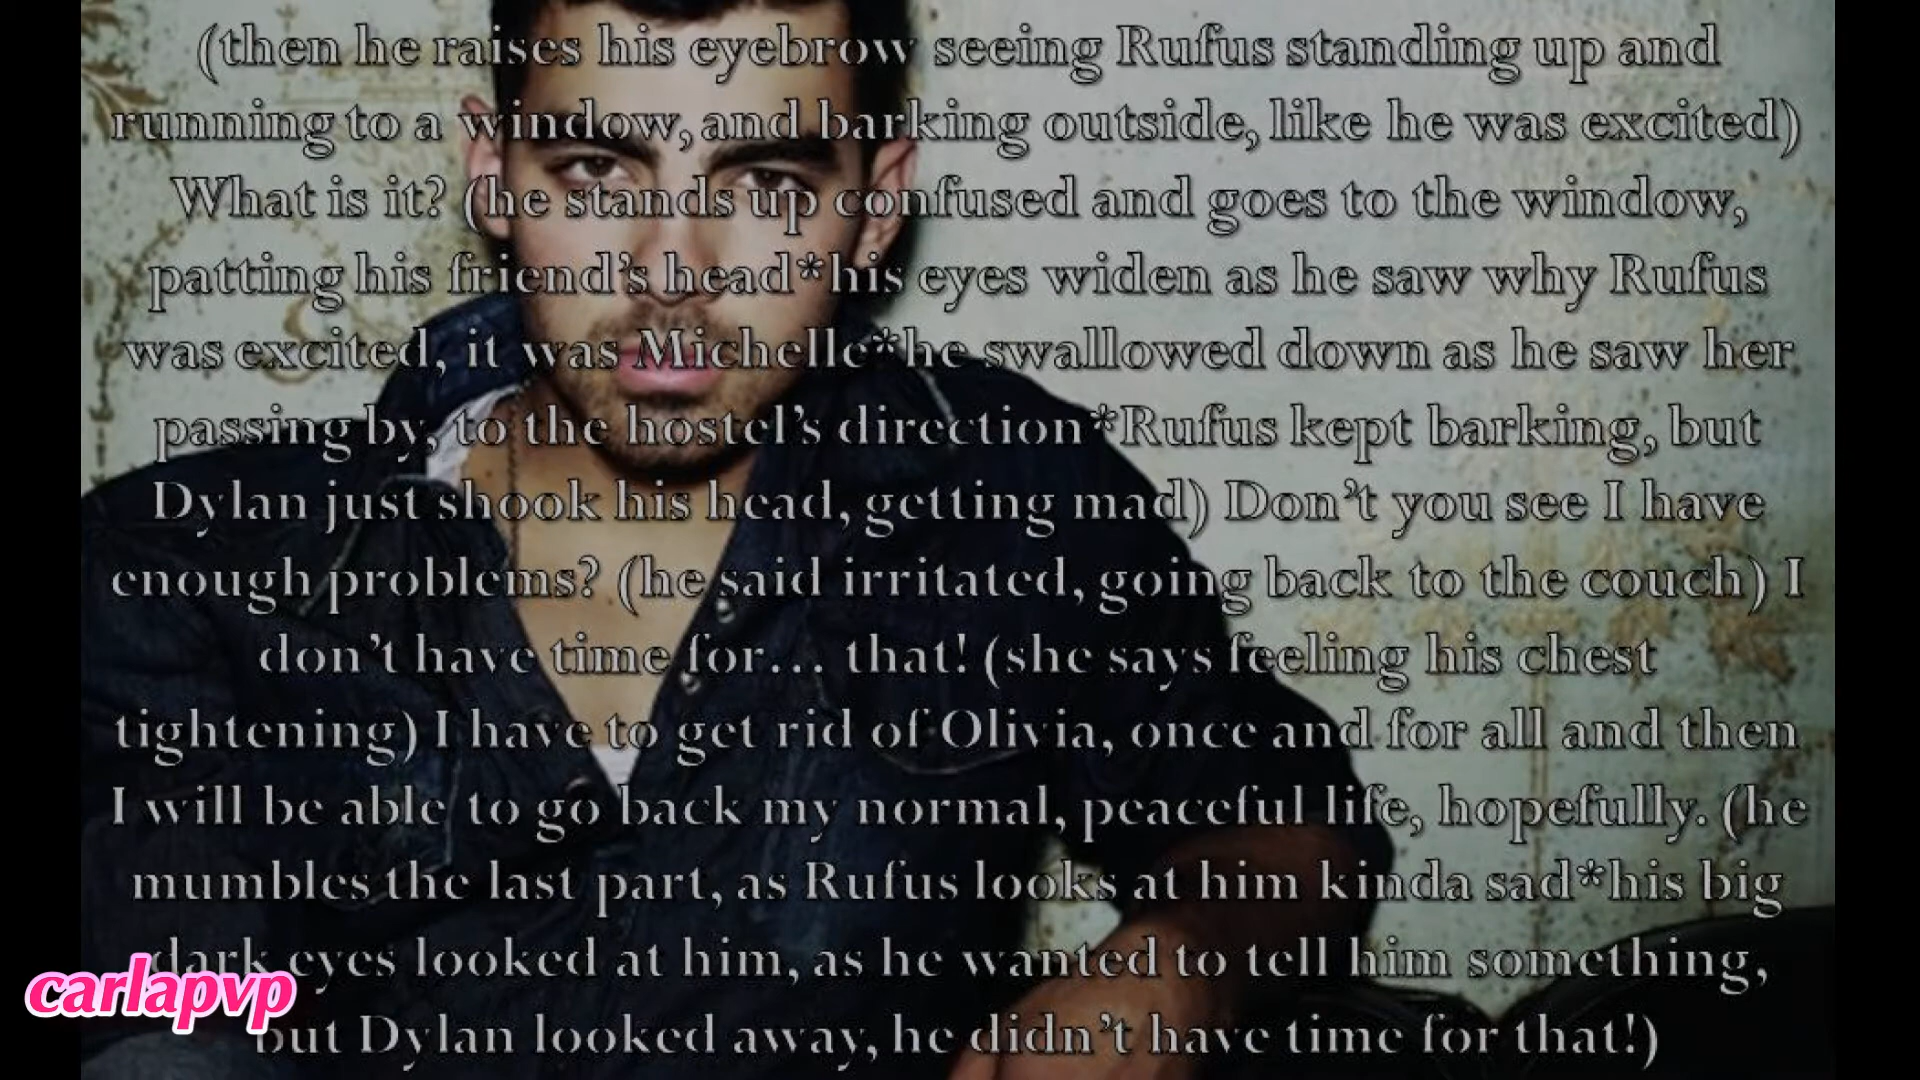 (then he raises his eyebrow seeing Rufus standing up and
running to a window, and barking outside, like he was excited)
What is it? (he stands up confused and goes to the window,
patting his friend’s head*his eyes widen as he saw why Rufus
was excited, it was Michelle*he swallowed down as he saw her
passing by, to the hostel’s direction*Rufus kept barking, but
Dylan just shook his head, getting mad) Don’t you see I have
enough problems? (he said irritated, going back to the couch) I
don’t have time for… that! (she says feeling his chest
tightening) I have to get rid of Olivia, once and for all and then
I will be able to go back my normal, peaceful life, hopefully. (he
mumbles the last part, as Rufus looks at him kinda sad*his big
dark eyes looked at him, as he wanted to tell him something,
but Dylan looked away, he didn’t have time for that!)
carlapvp